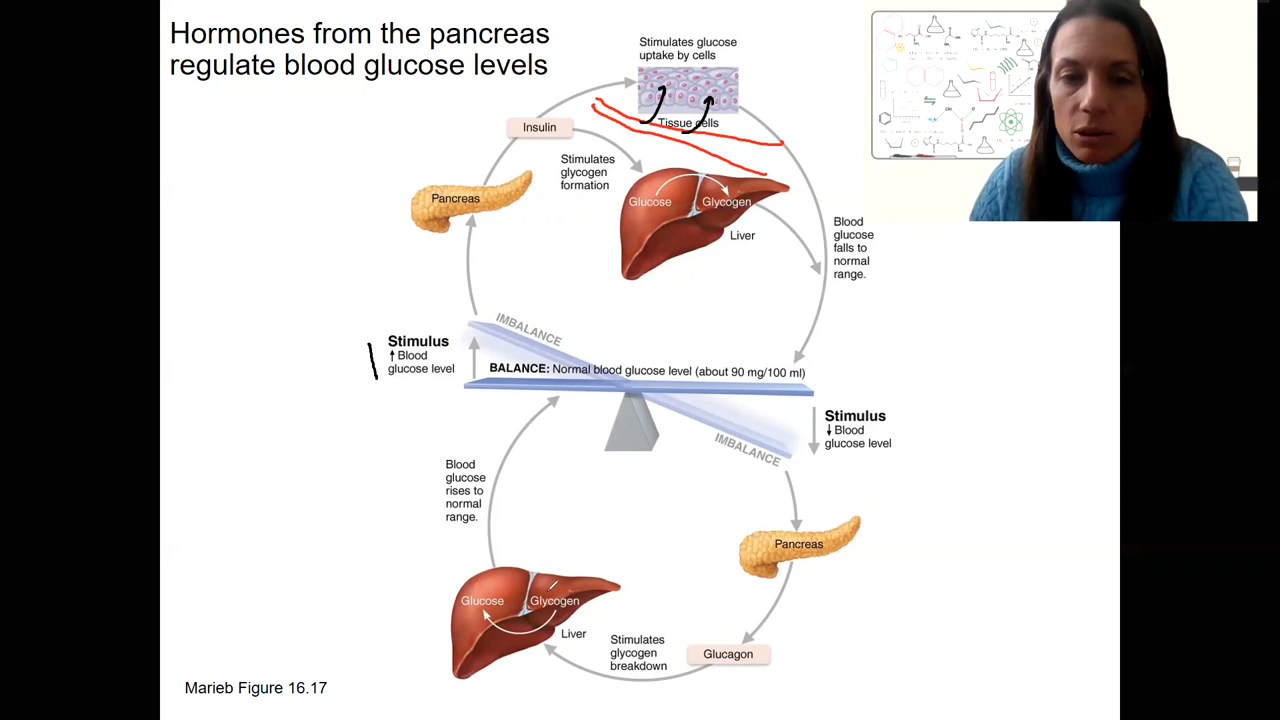 Hormones from the pancreas
regulate blood glucose levels
Stimulates glucose
uptake by cells
Tissue cells
Insulin
Stimulates
glycogen
formation
Pancreas
Glucose
Glycogen
Liver
Blood
glucose
falls to
normal
range.
IMBALANCE
Stimulus
↑ Blood
glucose level
BALANCE: Normal blood glucose level (about 90 mg/100 ml)
Stimulus
↓ Blood
glucose level
IMBALANCE
Blood
glucose
rises to
normal
range.
Pancreas
Glucose
Glycogen
Liver
Stimulates
glycogen
breakdown
Glucagon
Marieb Figure 16.17